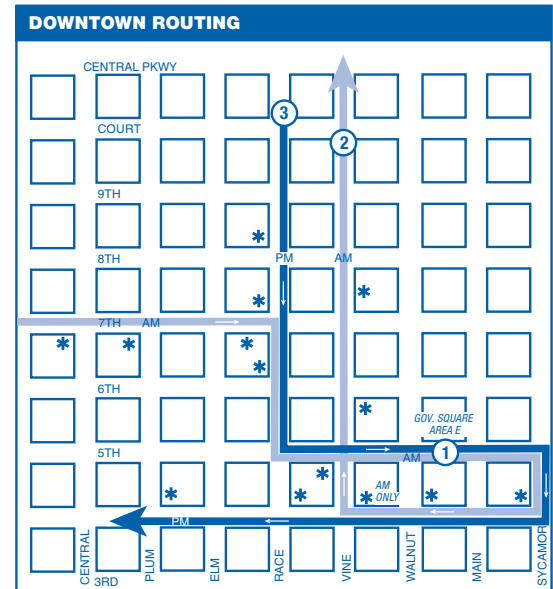 DOWNTOWN ROUTING
CENTRAL PKWY
3
COURT
2
9TH
*
8TH
PM
AM
*
*
7TH AM
*
*
*
*
6TH
*
GOV. SQUARE
AREA E
5TH
AM
1
*
*
*
* AM
ONLY
*
*
PM
CENTRAL
3RD
PLUM
ELM
RACE
VINE
WALNUT
MAIN
SYCAMOR